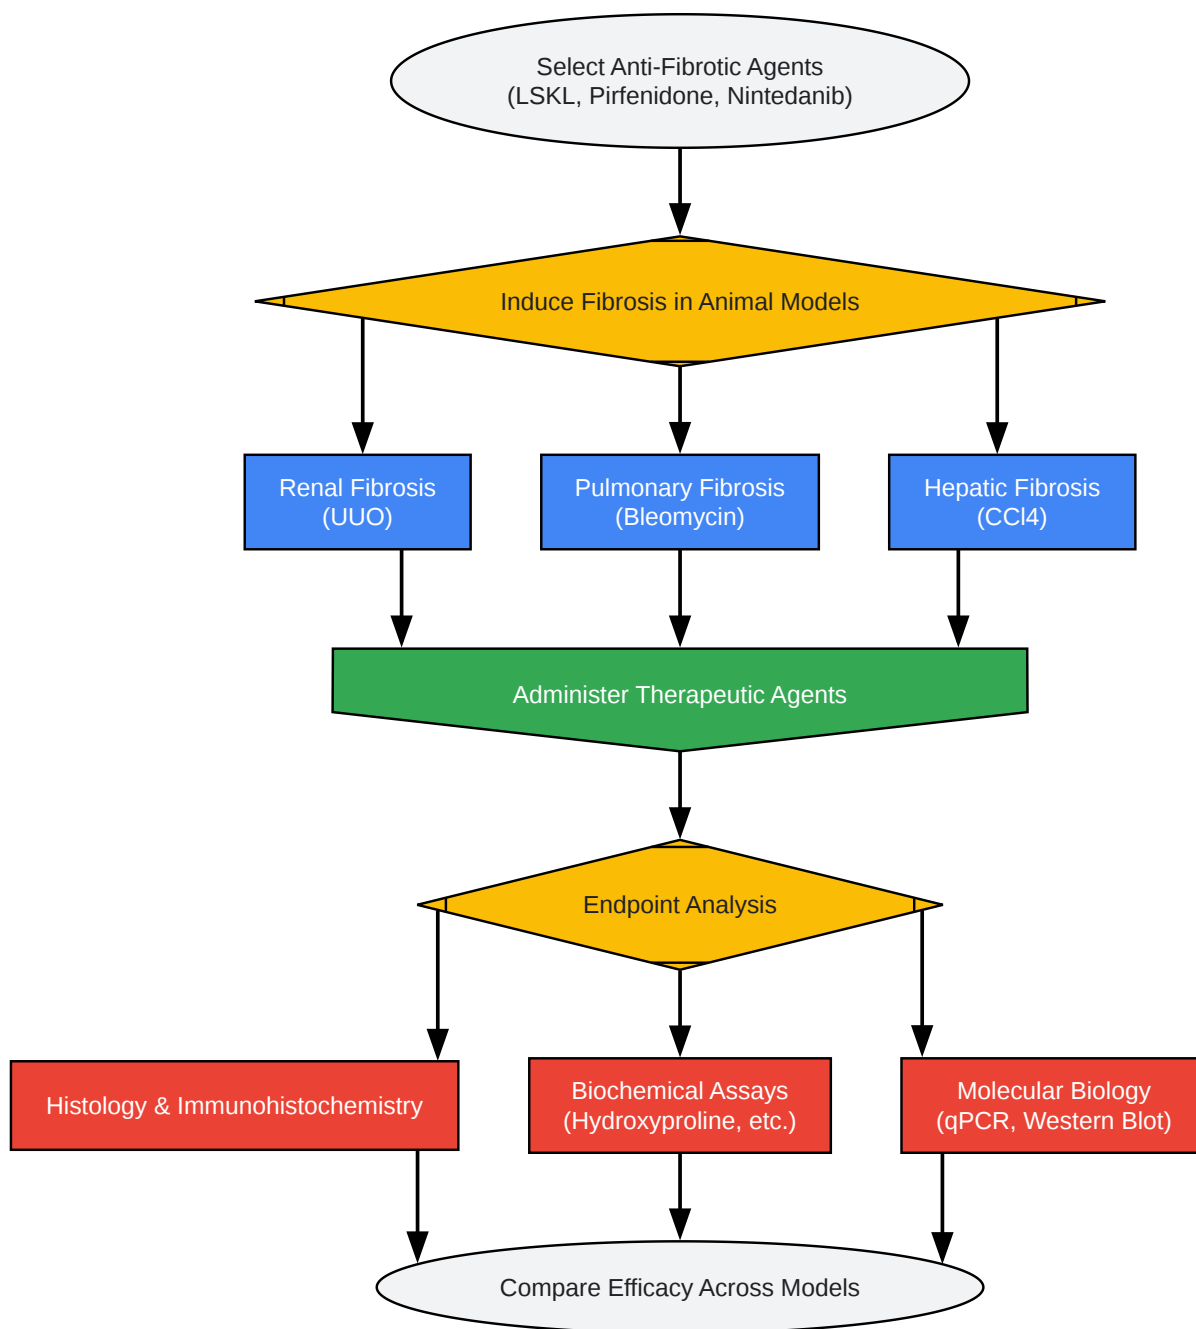 Select Anti-Fibrotic Agents
(LSKL, Pirfenidone, Nintedanib)
Induce Fibrosis in Animal Models
Renal Fibrosis
(UUO)
Pulmonary Fibrosis
(Bleomycin)
Hepatic Fibrosis
(CCl4)
Administer Therapeutic Agents
Endpoint Analysis
Histology & Immunohistochemistry
Biochemical Assays
(Hydroxyproline, etc.)
Molecular Biology
(qPCR, Western Blot)
Compare Efficacy Across Models